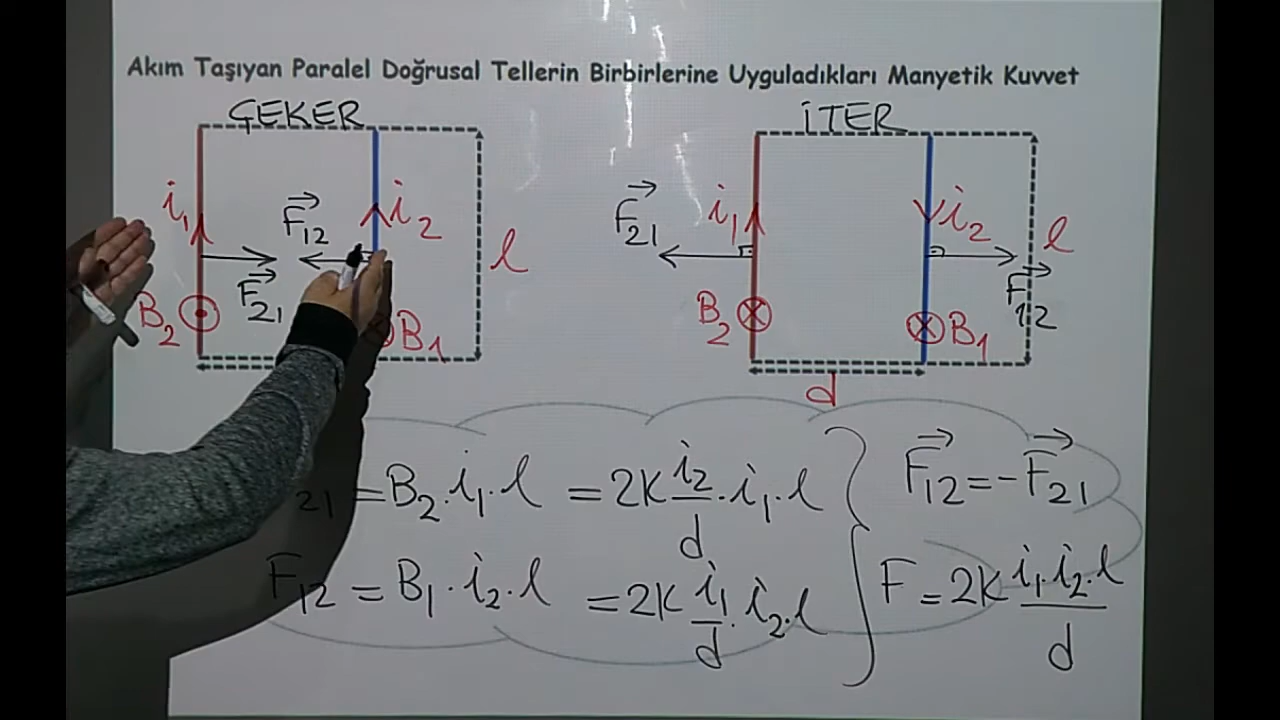 Akım Taşıyan Paralel Doğrusal Tellerin Birbirlerine Uyguladıkları Manyetik Kuvvet
ÇEKER
i₁
F₁₂
i₂
F₂₁
l
B₂
B₁
İTER
F₂₁
i₁
i₂
l
F₁₂
B₂
B₁
d
₂₁ = B₂ . i₁ . l = 2K i₂/d . i₁ . l
F₁₂ = B₁ . i₂ . l = 2K i₁/d . i₂ . l
F₁₂ = - F₂₁
F = 2K i₁ . i₂ . l / d